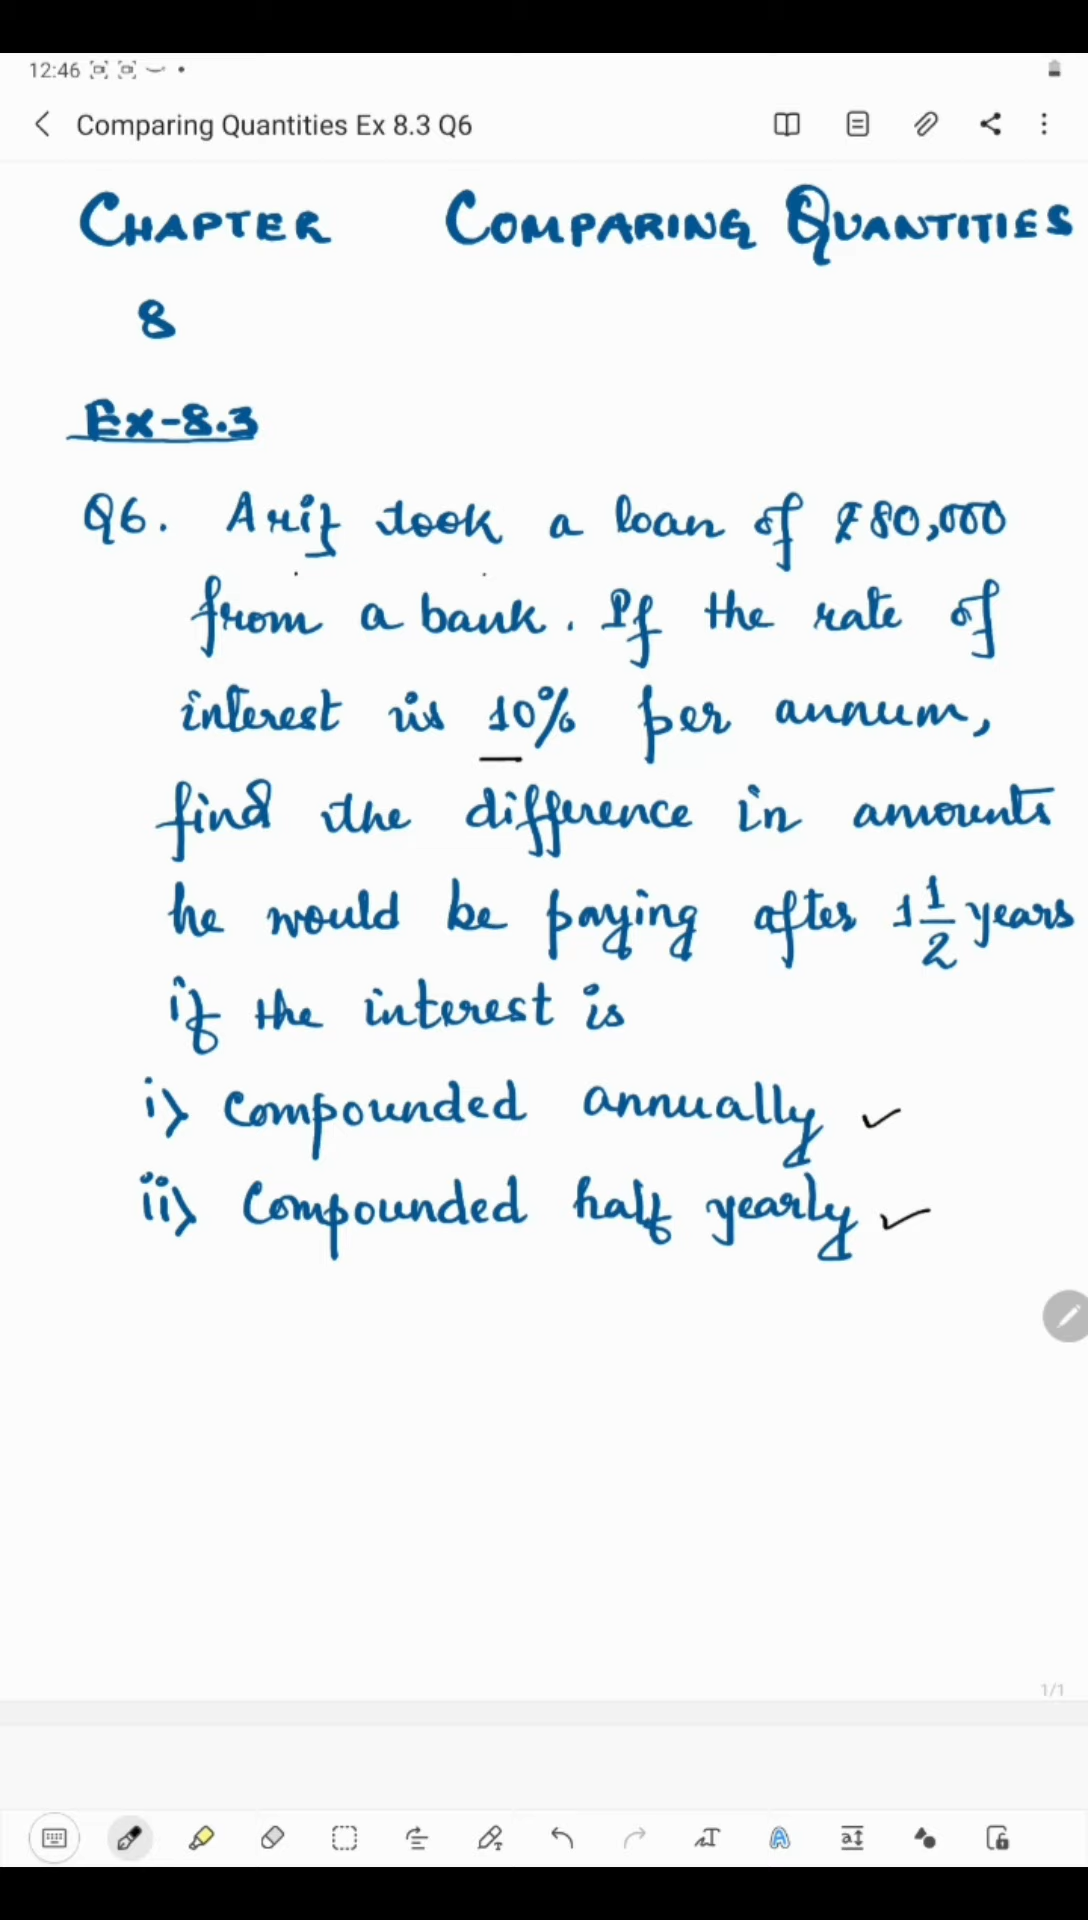 12:46
Comparing Quantities Ex 8.3 Q6
CHAPTER COMPARING QUANTITIES
8
Ex-8.3
Q6. Arif took a loan of ₹80,000
from a bank. If the rate of
interest is 10% per annum,
find the difference in amounts
he would be paying after 1 1/2 years
if the interest is
i) Compounded annually ✓
ii) Compounded half yearly ✓
1/1